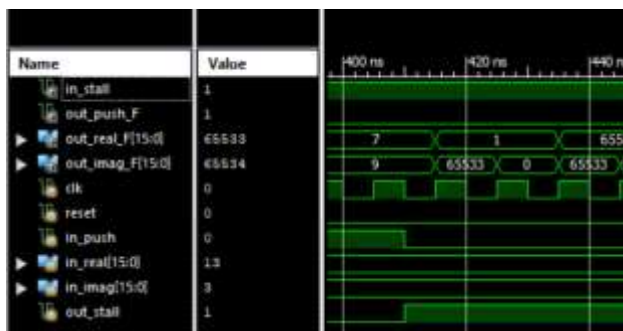 Name Value 400 ns 420 ns 440 n
in_stall 1
out_push_F 1
out_real_F[15:0] 65533 7 1 655
out_imag_F[15:0] 65534 9 65533 0 65533
clk 0
reset 0
in_push 0
in_real[15:0] 13
in_imag[15:0] 3
out_stall 1